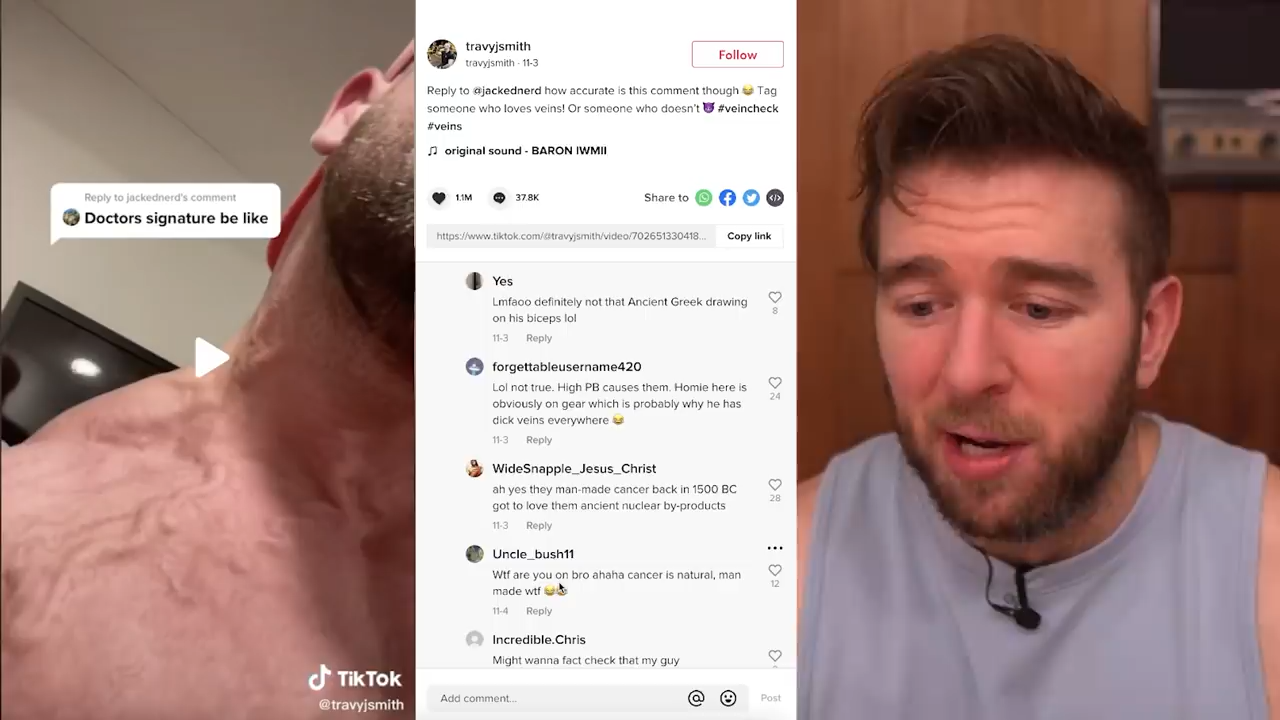 Reply to jackednerd's comment
Doctors signature be like
TikTok
@travyjsmith
travyjsmith
travyjsmith · 11-3
Follow
Reply to @jackednerd how accurate is this comment though 😂 Tag
someone who loves veins! Or someone who doesn't 😈 #veincheck
#veins
original sound - BARON IWMII
1.1M
37.8K
Share to
https://www.tiktok.com/@travyjsmith/video/702651330418...
Copy link
Yes
Lmfaoo definitely not that Ancient Greek drawing
on his biceps lol
8
11-3 Reply
forgettableusername420
Lol not true. High PB causes them. Homie here is
obviously on gear which is probably why he has
dick veins everywhere 😂
24
11-3 Reply
WideSnapple_Jesus_Christ
ah yes they man-made cancer back in 1500 BC
got to love them ancient nuclear by-products
28
11-3 Reply
Uncle_bush11
Wtf are you on bro ahaha cancer is natural, man
made wtf 😂😂
12
11-4 Reply
Incredible.Chris
Might wanna fact check that my guy
Add comment...
Post